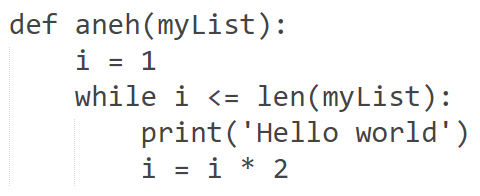 def aneh(myList):
    i = 1
    while i <= len(myList):
        print('Hello world')
        i = i * 2